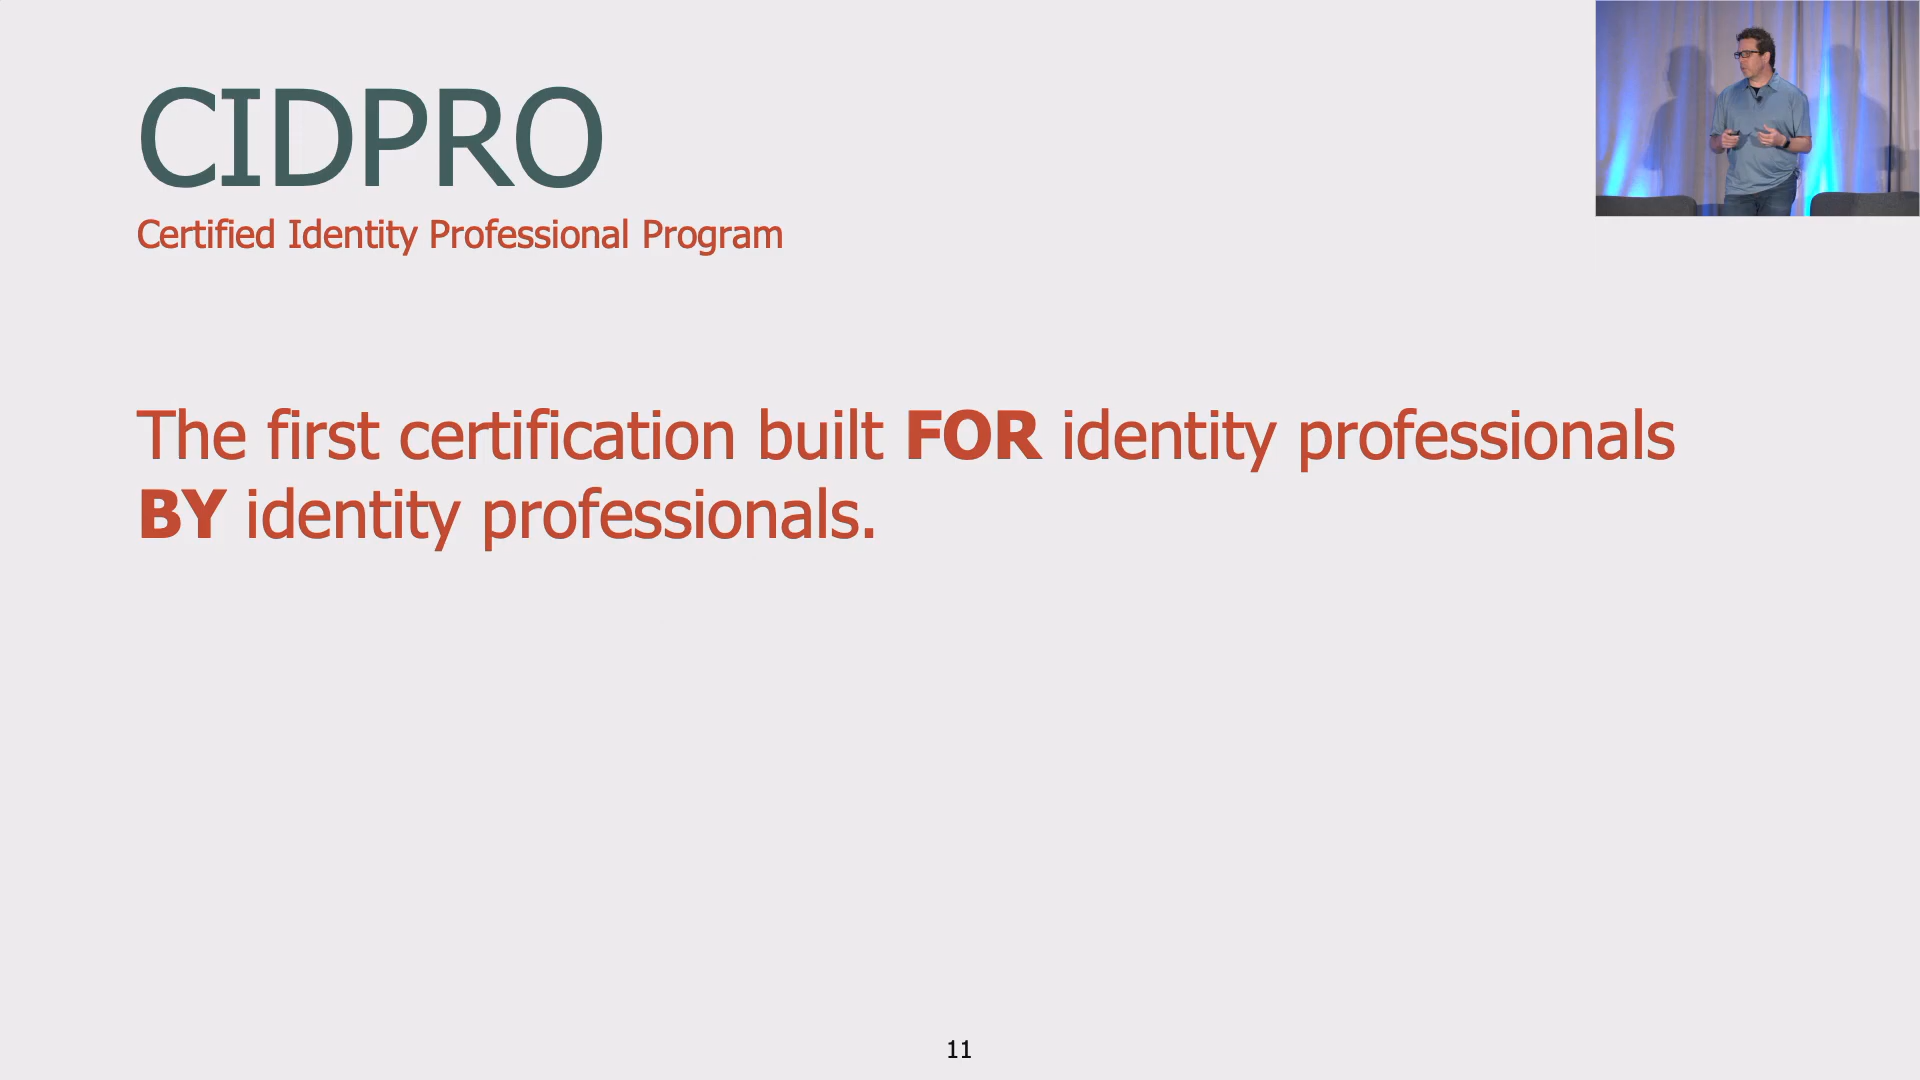 CIDPRO
Certified Identity Professional Program
The first certification built FOR identity professionals
BY identity professionals.
11